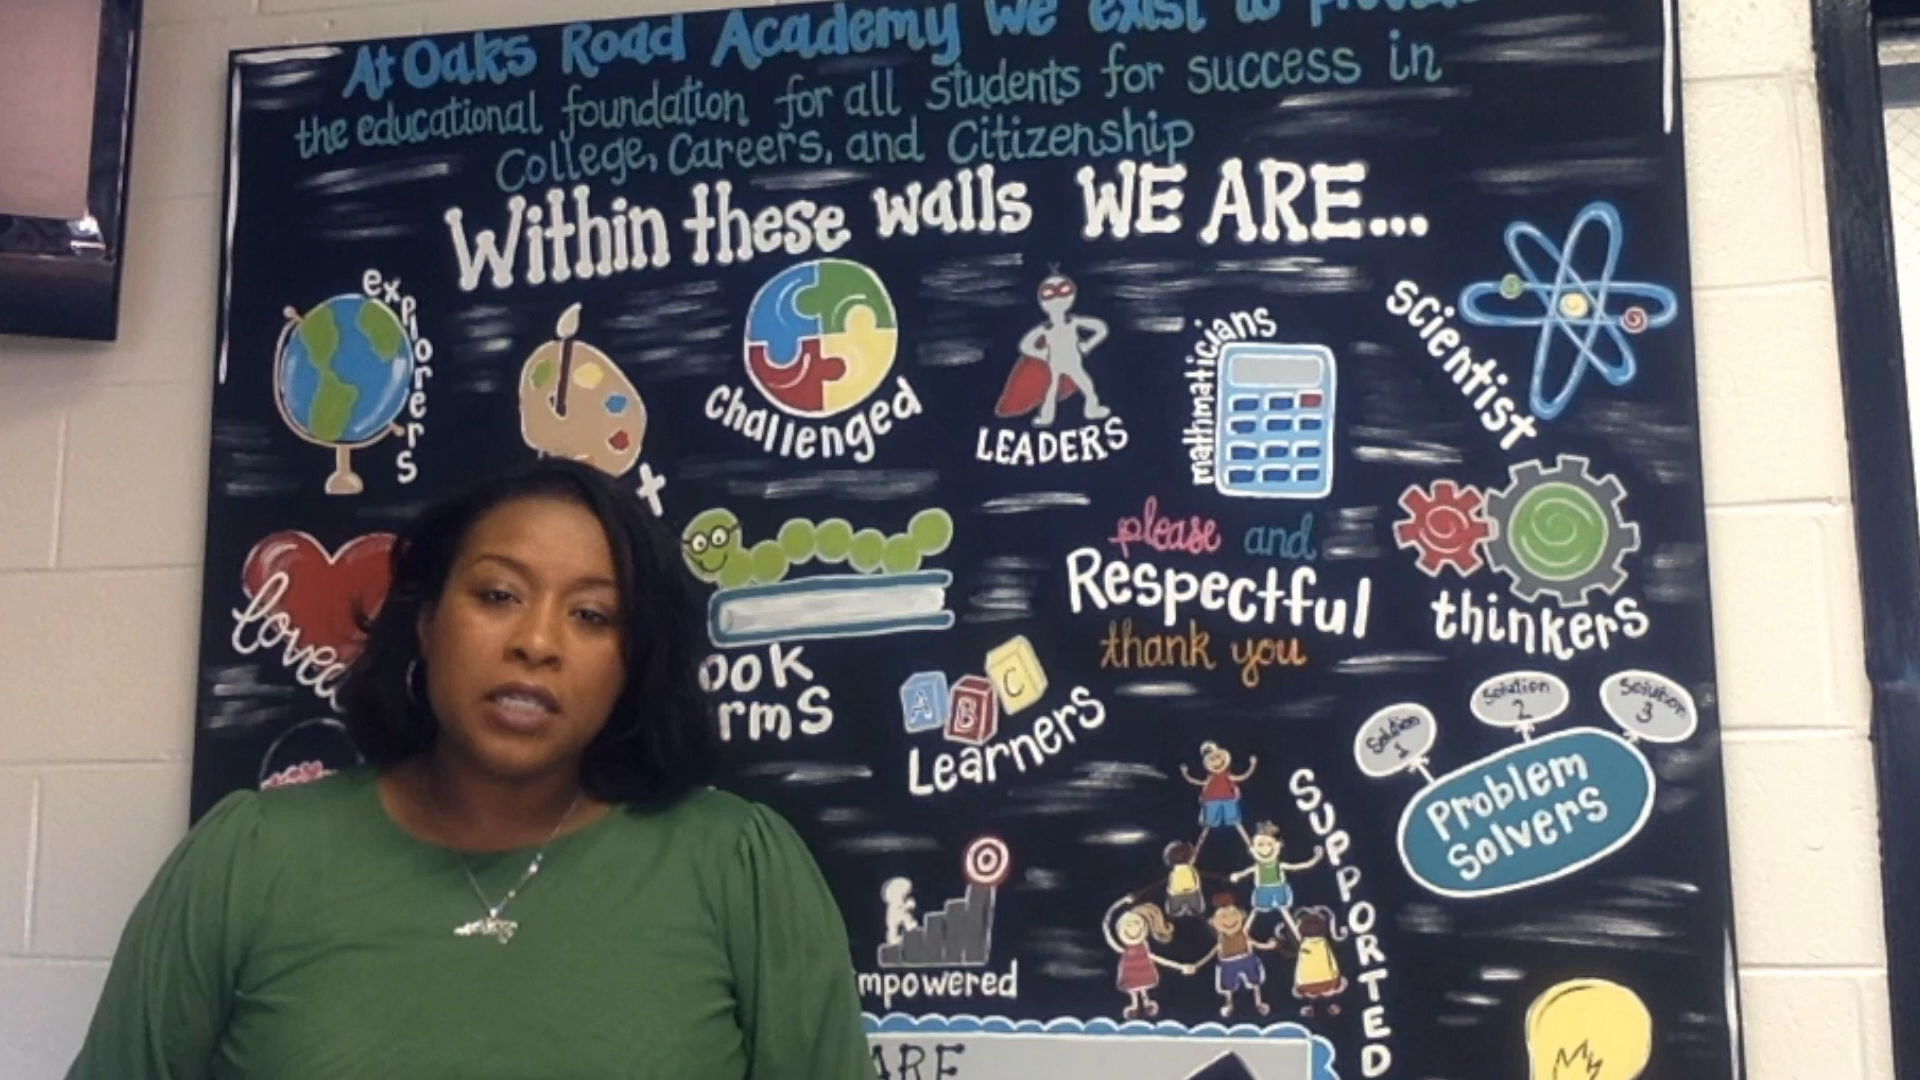 At Oaks Road Academy we exist to
the educational foundation for all students for success in
College, Careers, and Citizenship
Within these walls WE ARE...
explorers
challenged
LEADERS
mathmaticians
scientist
loved
ook
rms
please and
Respectful
thank you
thinkers
A B C
Learners
Solution
1
Solution
2
Solution
3
Problem
Solvers
SUPPORTED
mpowered
ARE